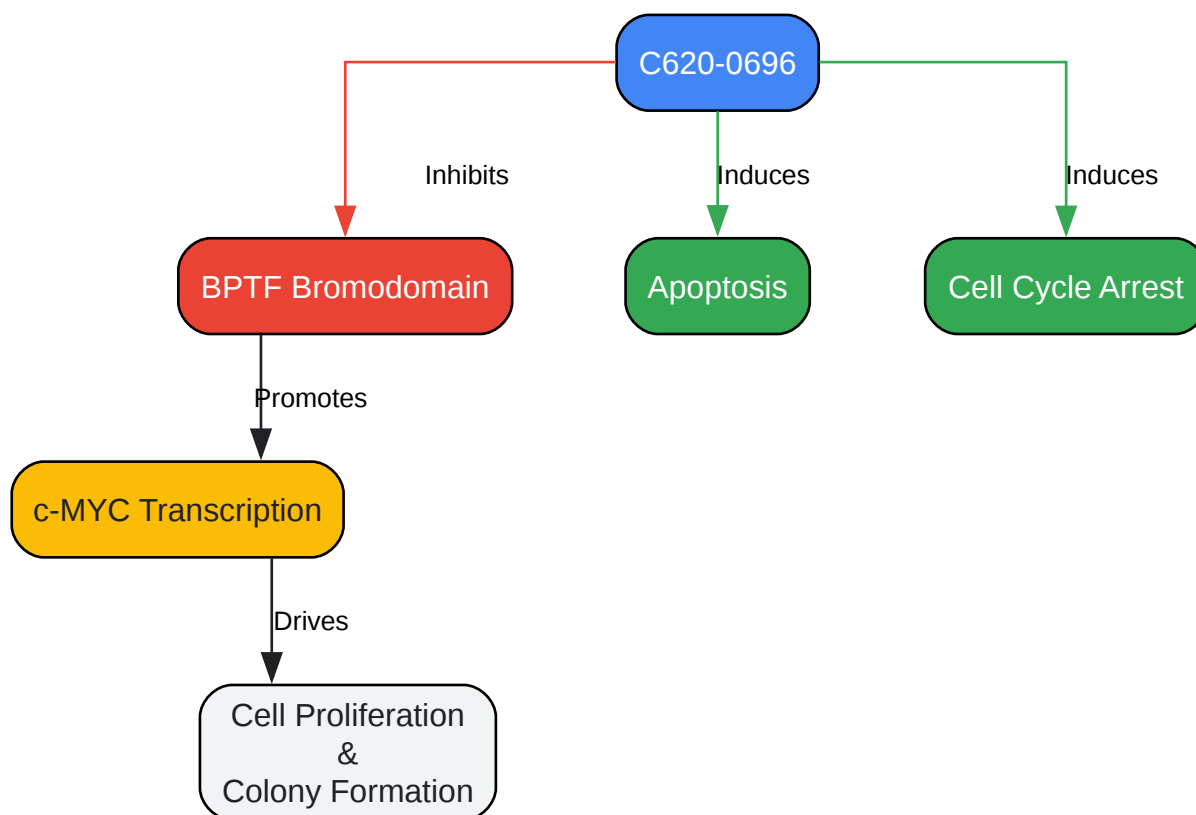 C620-0696
Inhibits
Induces
Induces
BPTF Bromodomain
Apoptosis
Cell Cycle Arrest
Promotes
c-MYC Transcription
Drives
Cell Proliferation
&
Colony Formation